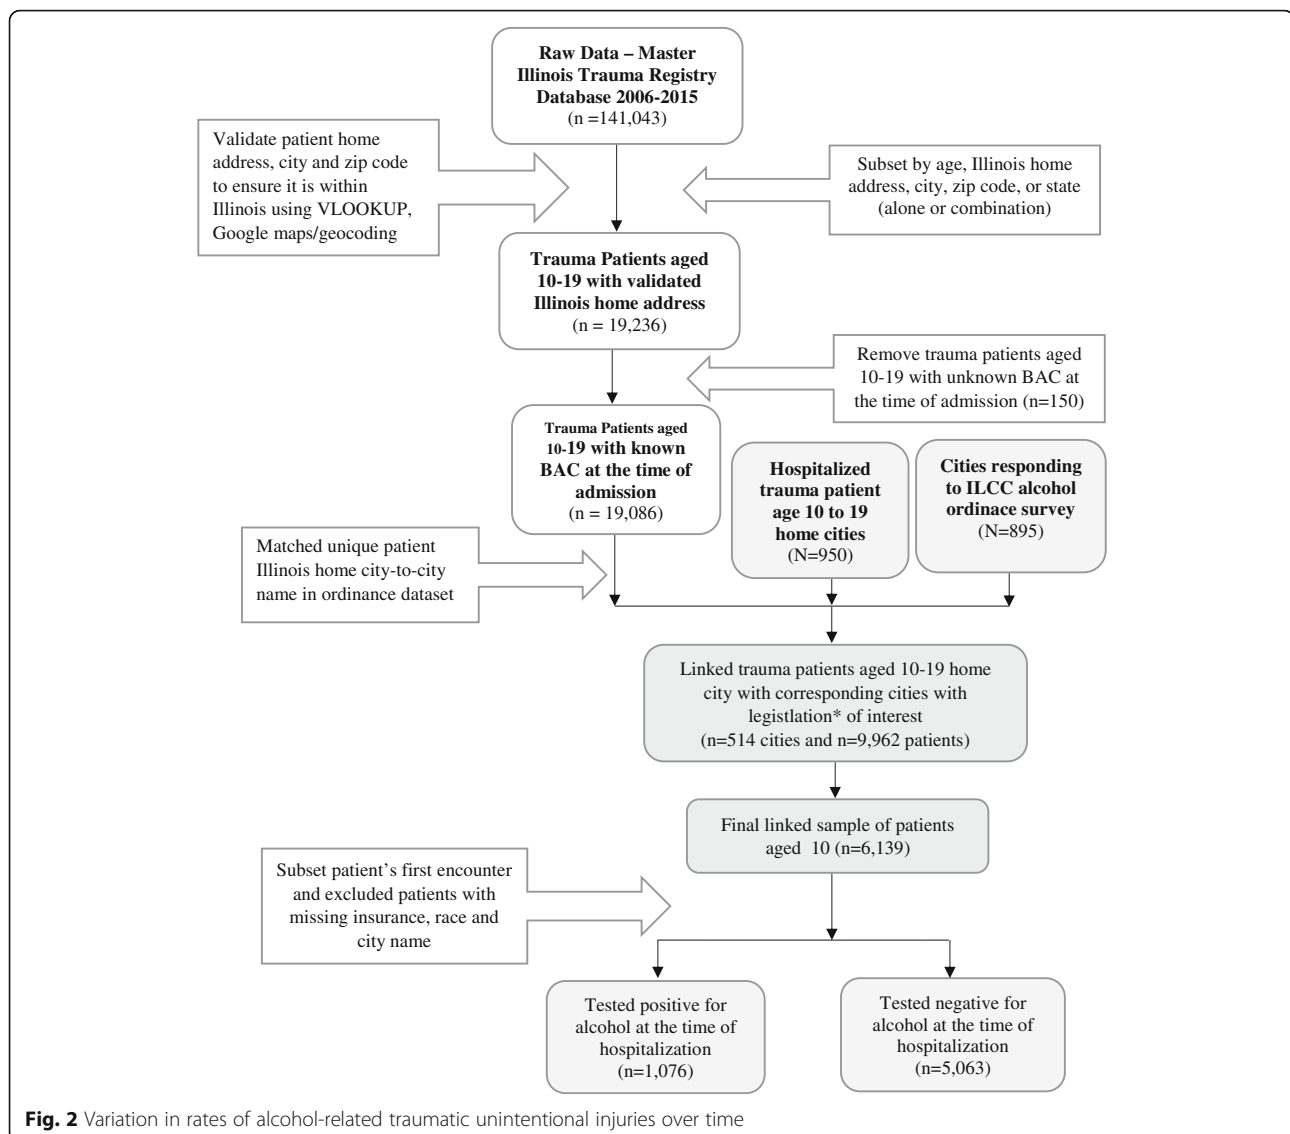 Raw Data – Master
Illinois Trauma Registry
Database 2006-2015
(n =141,043)
Validate patient home
address, city and zip code
to ensure it is within
Illinois using VLOOKUP,
Google maps/geocoding
Subset by age, Illinois home
address, city, zip code, or state
(alone or combination)
Trauma Patients aged
10-19 with validated
Illinois home address
(n = 19,236)
Remove trauma patients aged
10-19 with unknown BAC at
the time of admission (n=150)
Trauma Patients aged
10-19 with known
BAC at the time of
admission
(n = 19,086)
Hospitalized
trauma patient
age 10 to 19
home cities
(N=950)
Cities responding
to ILCC alcohol
ordinace survey
(N=895)
Matched unique patient
Illinois home city-to-city
name in ordinance dataset
Linked trauma patients aged 10-19 home
city with corresponding cities with
legistlation* of interest
(n=514 cities and n=9,962 patients)
Final linked sample of patients
aged 10 (n=6,139)
Subset patient's first encounter
and excluded patients with
missing insurance, race and
city name
Tested positive for
alcohol at the time of
hospitalization
(n=1,076)
Tested negative for
alcohol at the time of
hospitalization
(n=5,063)
Fig. 2 Variation in rates of alcohol-related traumatic unintentional injuries over time